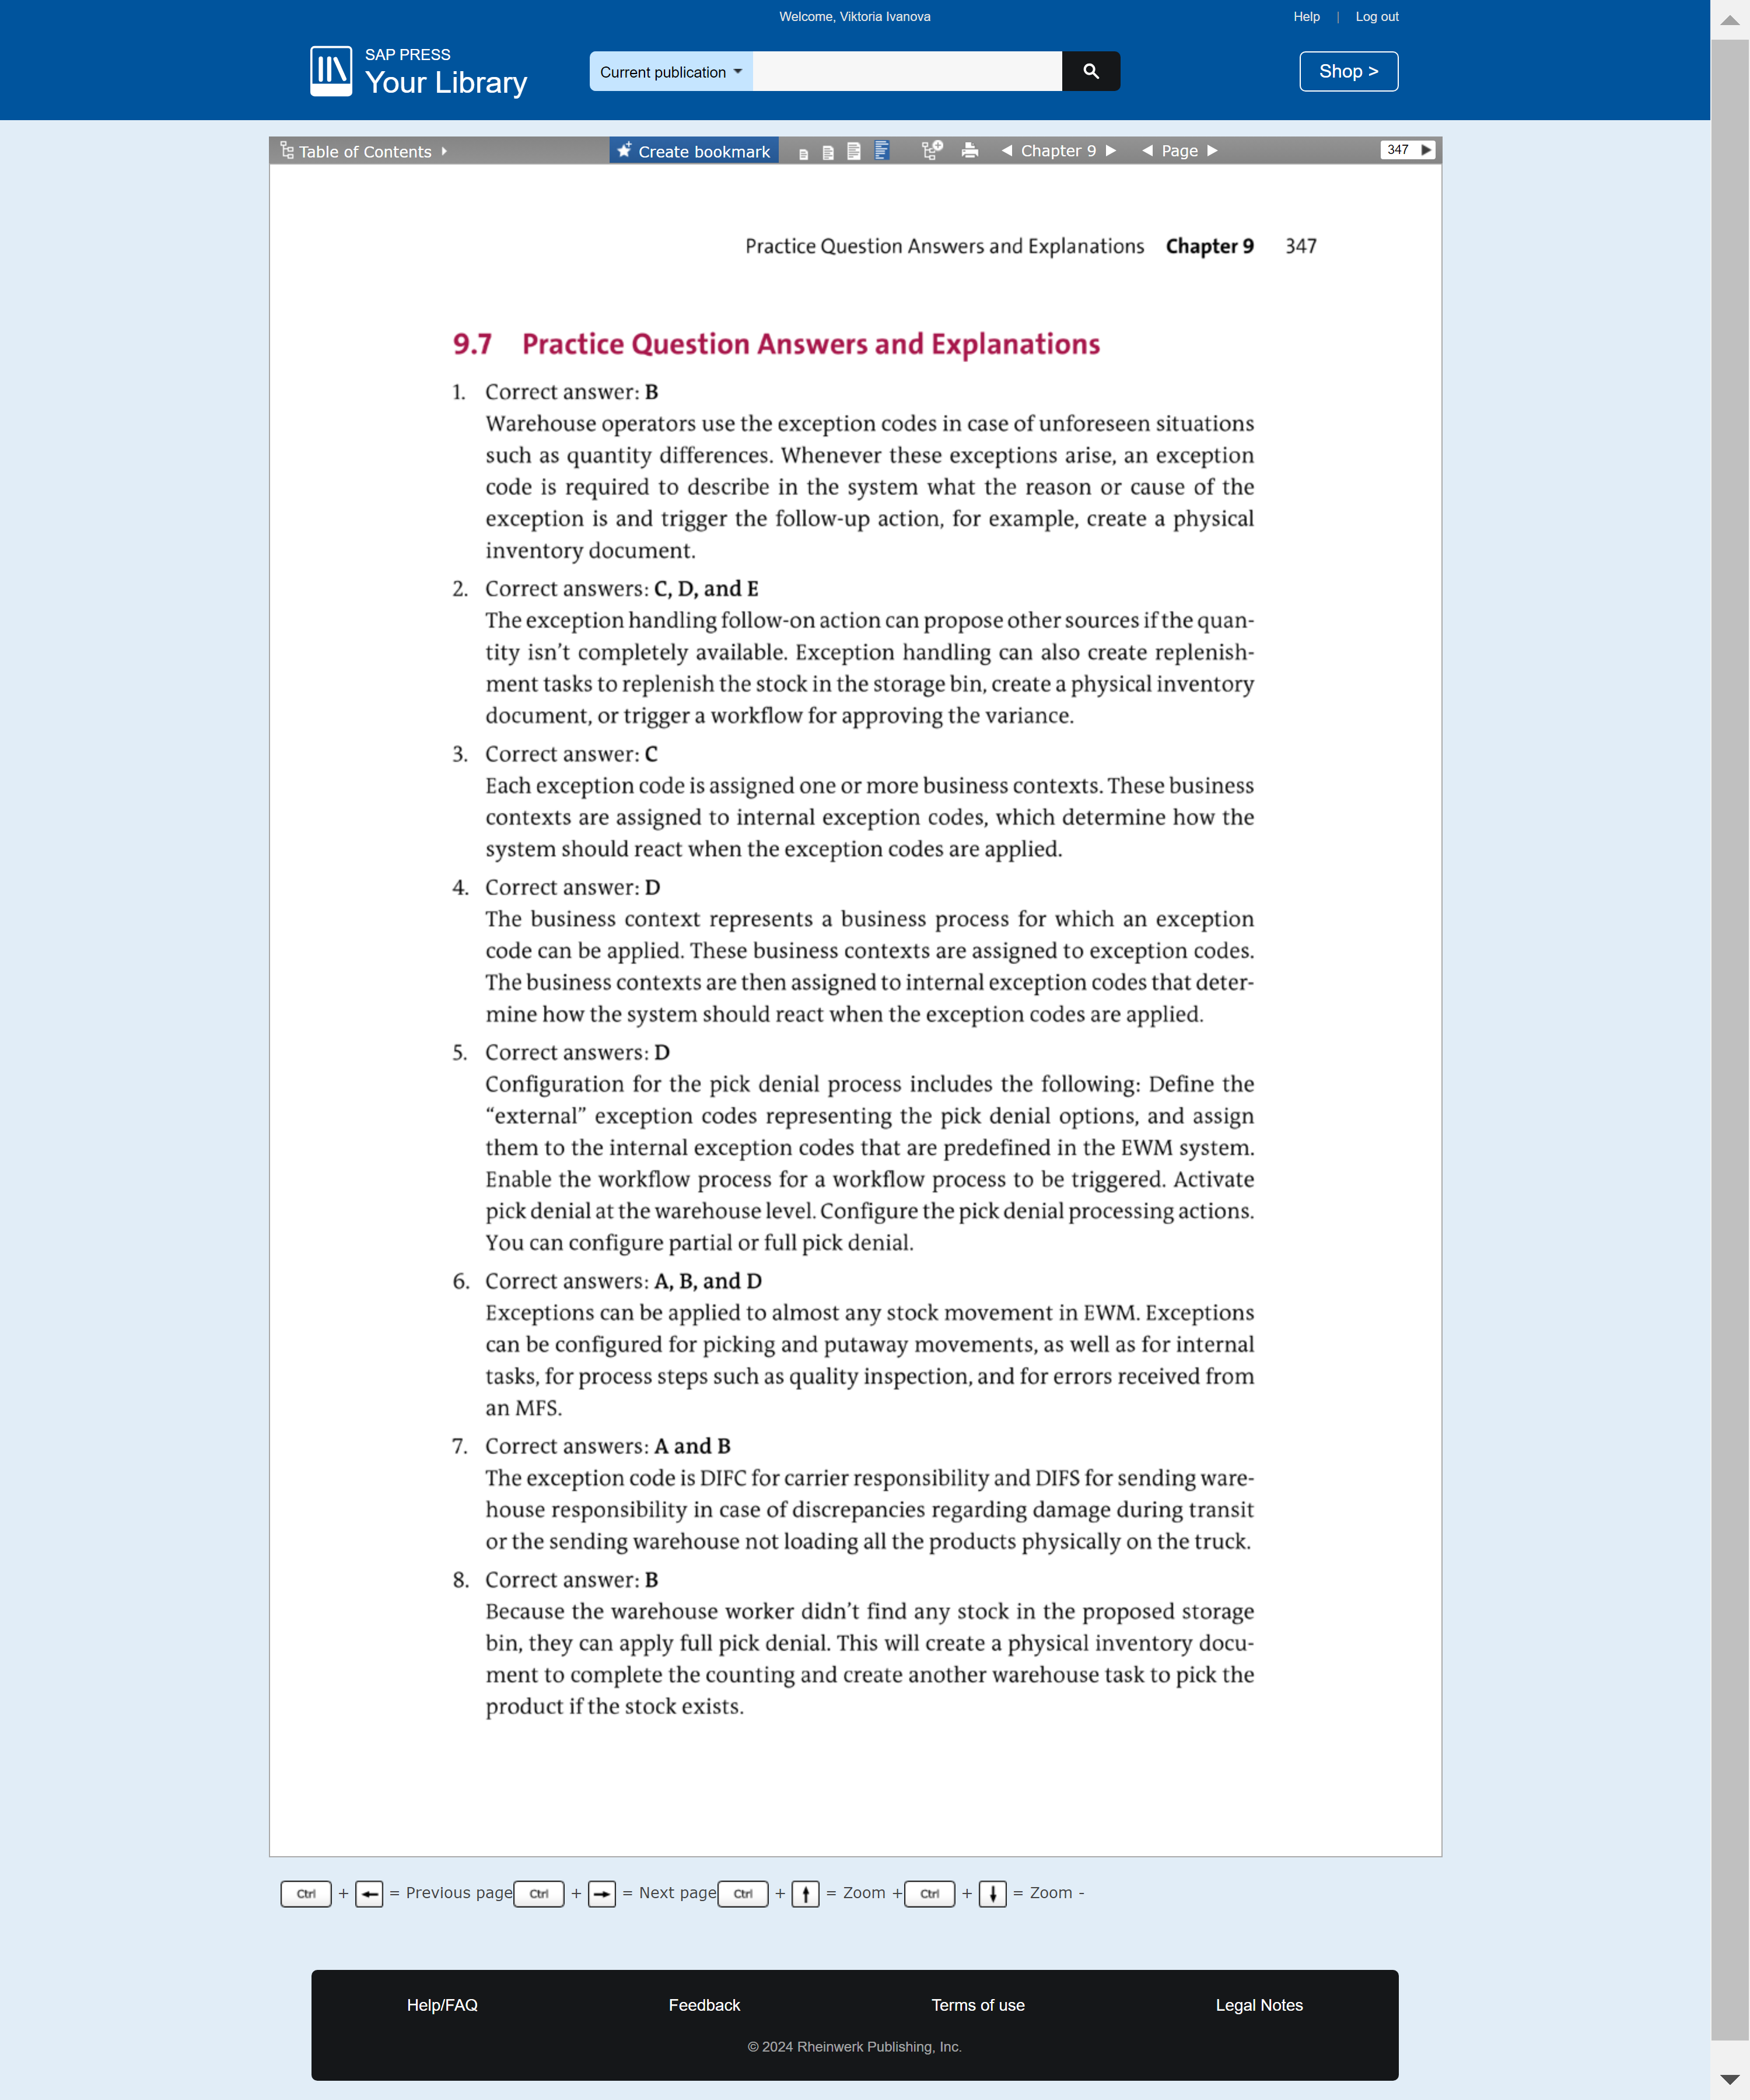 Welcome, Viktoria Ivanova
Help | Log out
SAP PRESS
Your Library
Current publication
Shop >
Table of Contents
Create bookmark
Chapter 9
Page
347
Practice Question Answers and Explanations Chapter 9 347
9.7 Practice Question Answers and Explanations
1. Correct answer: B
Warehouse operators use the exception codes in case of unforeseen situations
such as quantity differences. Whenever these exceptions arise, an exception
code is required to describe in the system what the reason or cause of the
exception is and trigger the follow-up action, for example, create a physical
inventory document.
2. Correct answers: C, D, and E
The exception handling follow-on action can propose other sources if the quan-
tity isn’t completely available. Exception handling can also create replenish-
ment tasks to replenish the stock in the storage bin, create a physical inventory
document, or trigger a workflow for approving the variance.
3. Correct answer: C
Each exception code is assigned one or more business contexts. These business
contexts are assigned to internal exception codes, which determine how the
system should react when the exception codes are applied.
4. Correct answer: D
The business context represents a business process for which an exception
code can be applied. These business contexts are assigned to exception codes.
The business contexts are then assigned to internal exception codes that deter-
mine how the system should react when the exception codes are applied.
5. Correct answers: D
Configuration for the pick denial process includes the following: Define the
“external” exception codes representing the pick denial options, and assign
them to the internal exception codes that are predefined in the EWM system.
Enable the workflow process for a workflow process to be triggered. Activate
pick denial at the warehouse level. Configure the pick denial processing actions.
You can configure partial or full pick denial.
6. Correct answers: A, B, and D
Exceptions can be applied to almost any stock movement in EWM. Exceptions
can be configured for picking and putaway movements, as well as for internal
tasks, for process steps such as quality inspection, and for errors received from
an MFS.
7. Correct answers: A and B
The exception code is DIFC for carrier responsibility and DIFS for sending ware-
house responsibility in case of discrepancies regarding damage during transit
or the sending warehouse not loading all the products physically on the truck.
8. Correct answer: B
Because the warehouse worker didn’t find any stock in the proposed storage
bin, they can apply full pick denial. This will create a physical inventory docu-
ment to complete the counting and create another warehouse task to pick the
product if the stock exists.
Ctrl + ← = Previous page Ctrl + → = Next page Ctrl + ↑ = Zoom + Ctrl + ↓ = Zoom -
Help/FAQ Feedback Terms of use Legal Notes
© 2024 Rheinwerk Publishing, Inc.